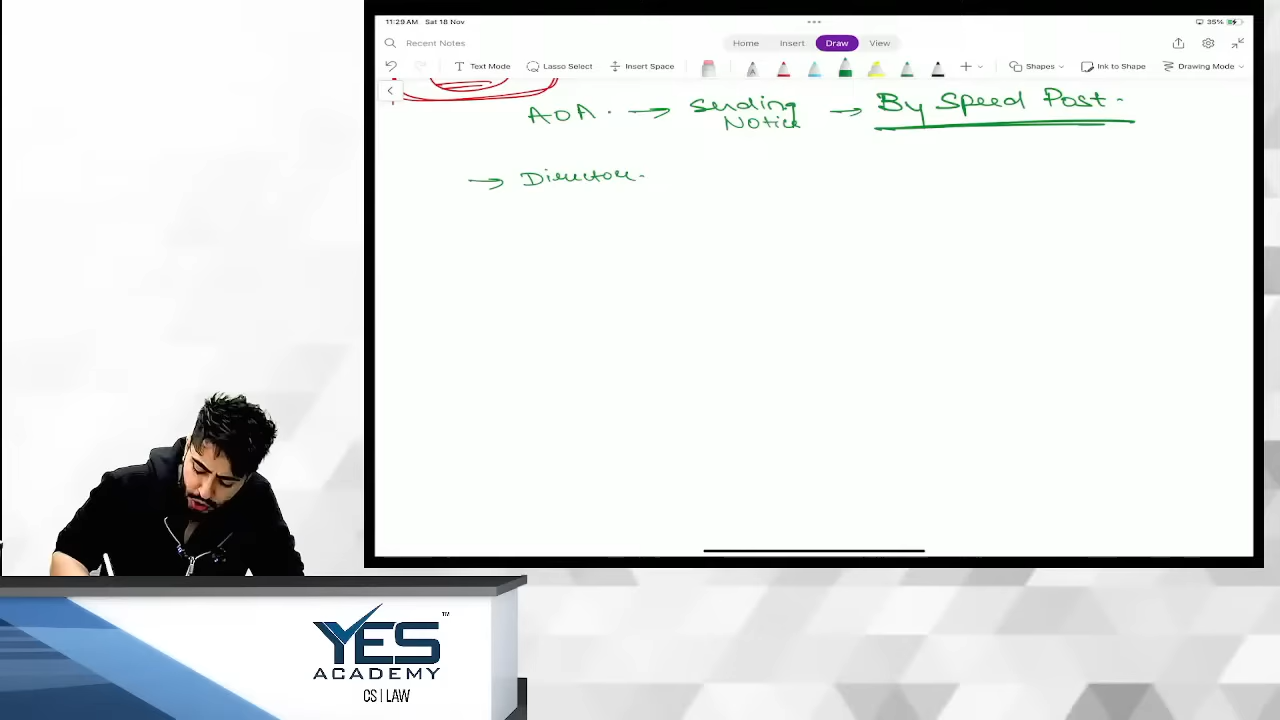 11:29 AM Sat 18 Nov
35%
Recent Notes
Home Insert Draw View
Text Mode Lasso Select Insert Space Shapes Ink to Shape Drawing Mode
AOA. → Sending Notice → By Speed Post.
→ Director.
YES ™
ACADEMY
CS | LAW